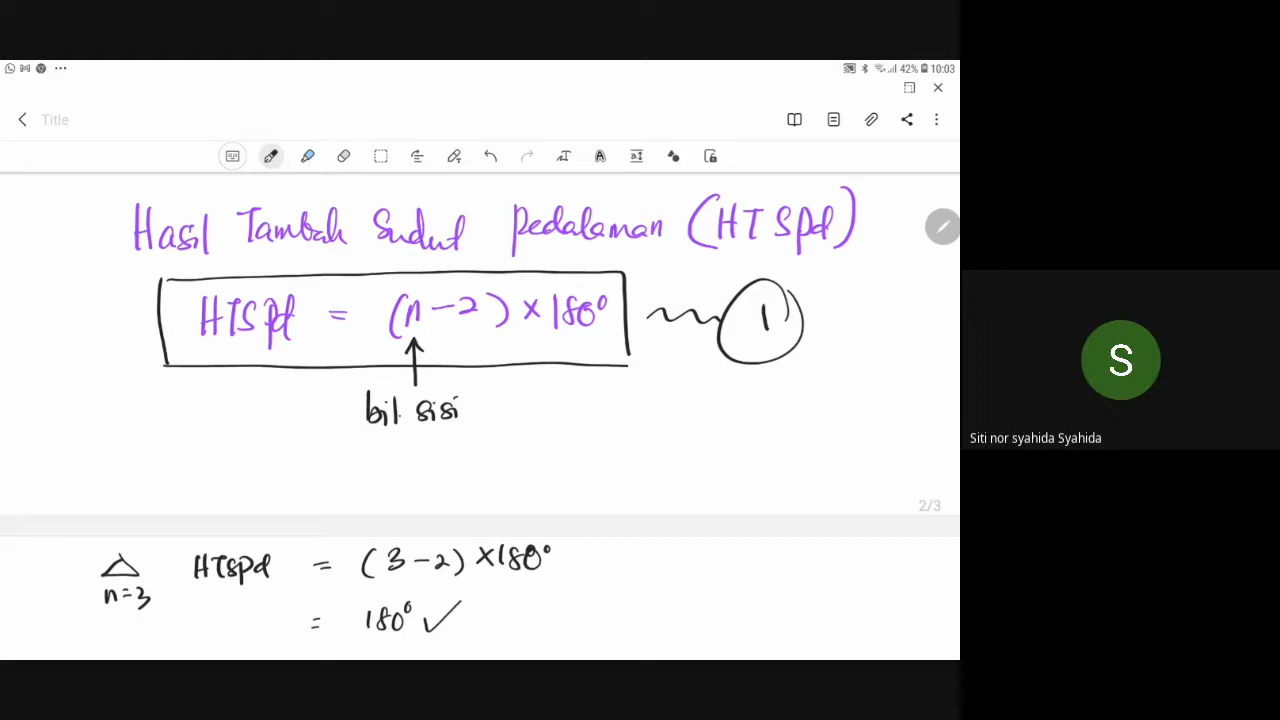 42% 10:03
Title
Hasil Tambah Sudut Pedalaman (HTSpd)
HTSpd = (n-2) × 180° 1
bil. sisi
2/3
HTSpd = (3-2) × 180°
n=3
= 180° ✓
S
Siti nor syahida Syahida